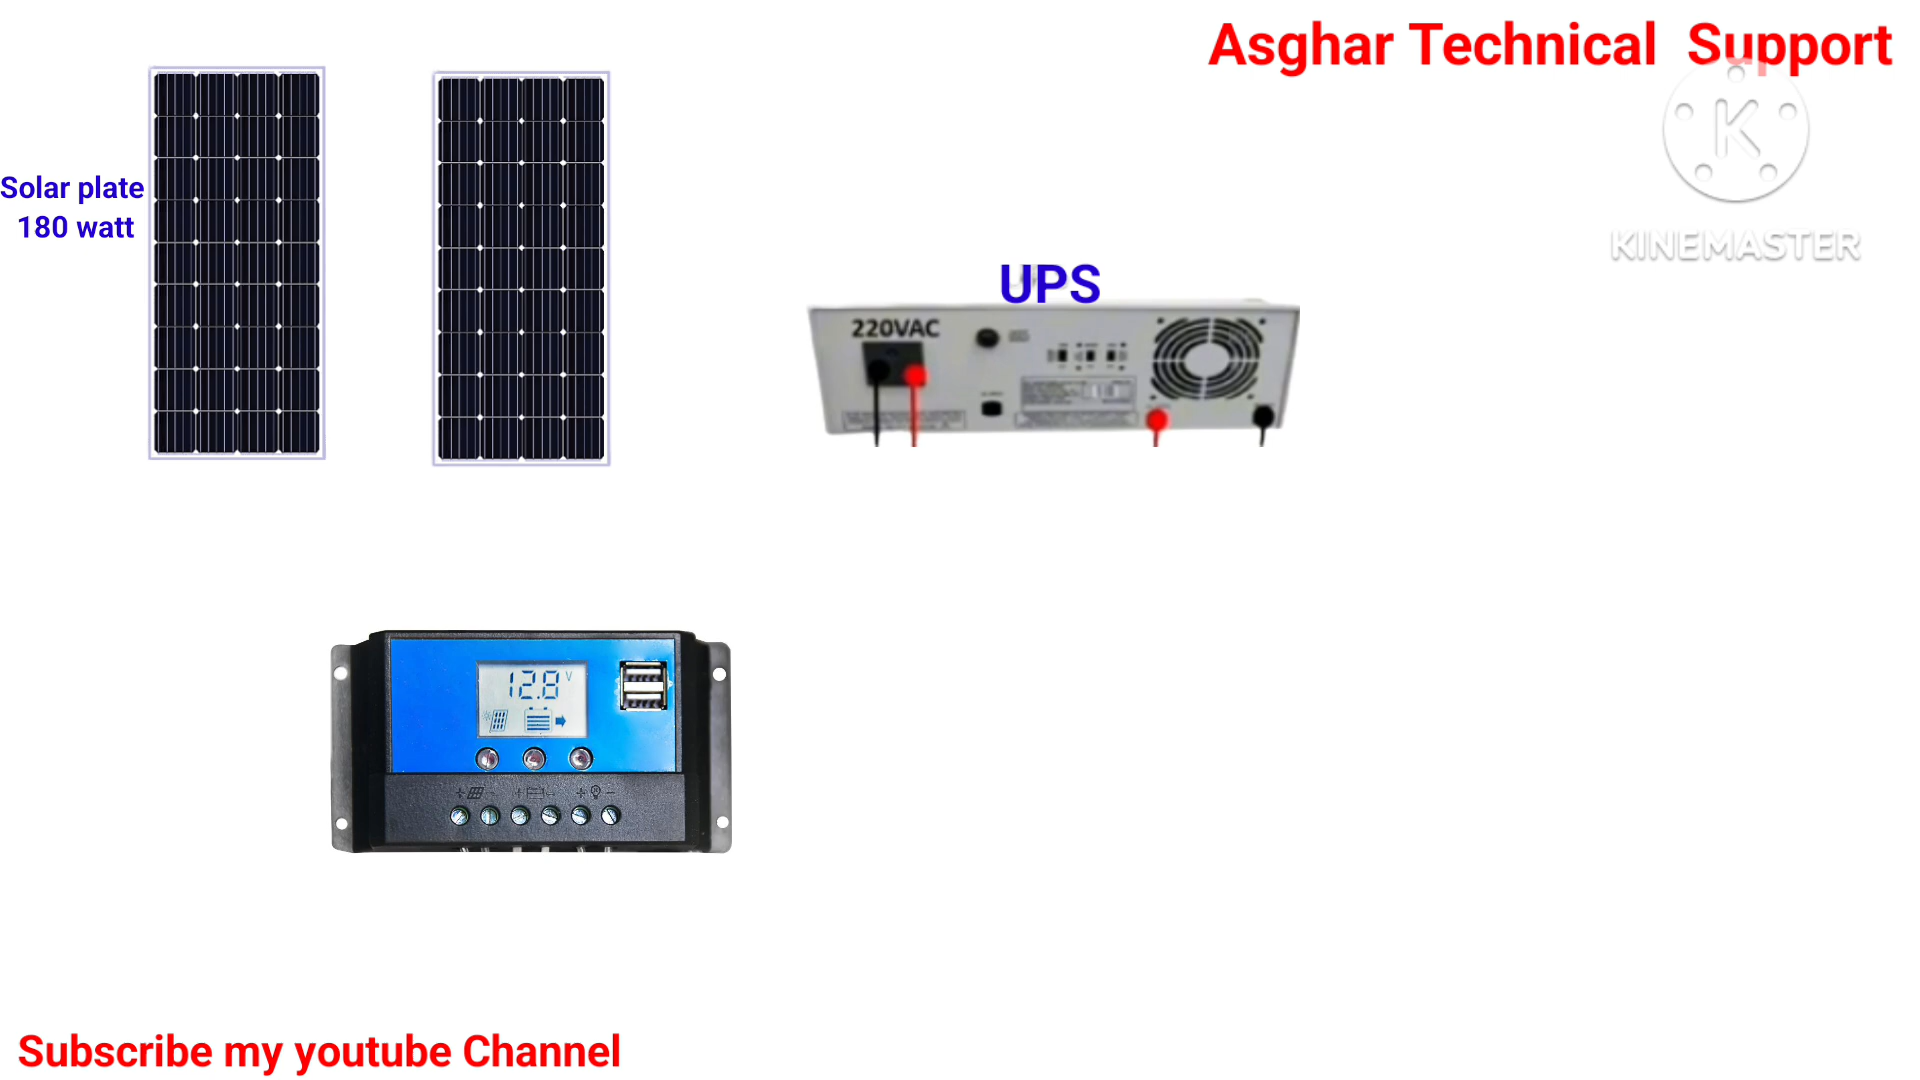 Asghar Technical Support
K
KINEMASTER
Solar plate
180 watt
UPS
220VAC
12.8 V
Subscribe my youtube Channel